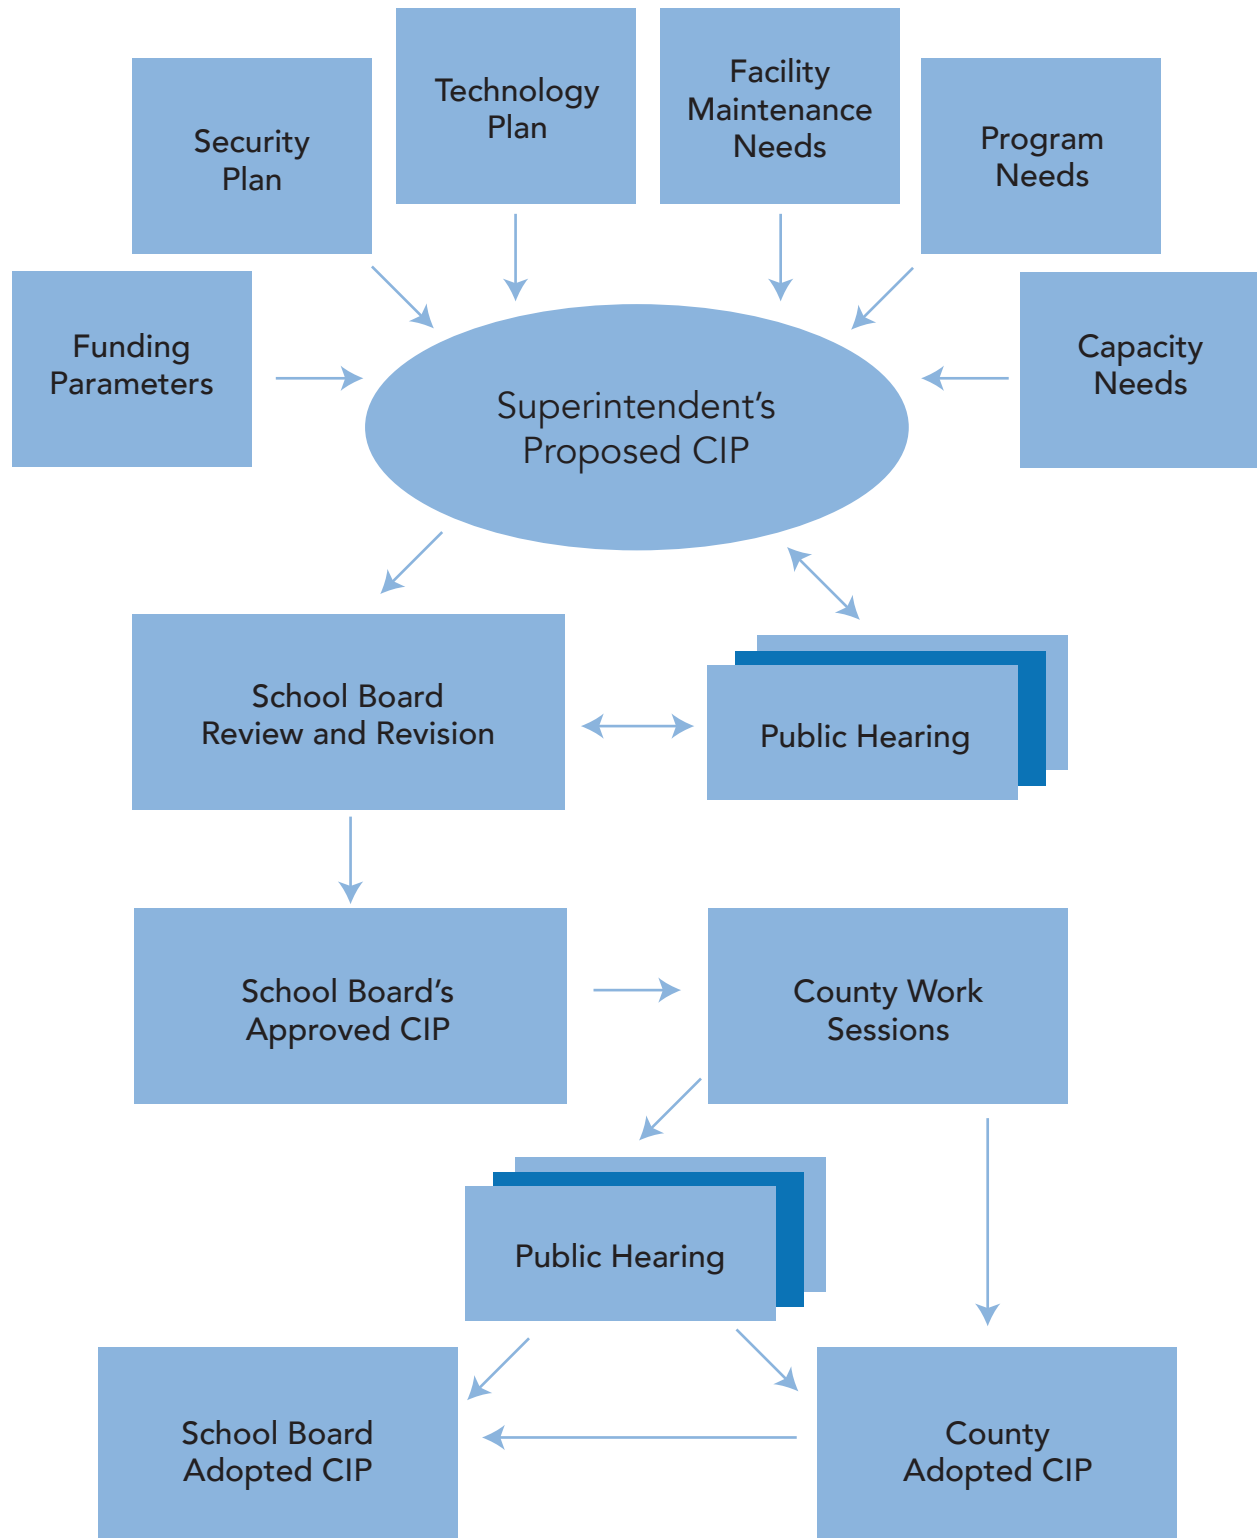 Security
Plan
Technology
Plan
Facility
Maintenance
Needs
Program
Needs
Funding
Parameters
Capacity
Needs
Superintendent’s
Proposed CIP
School Board
Review and Revision
Public Hearing
School Board’s
Approved CIP
County Work
Sessions
Public Hearing
School Board
Adopted CIP
County
Adopted CIP